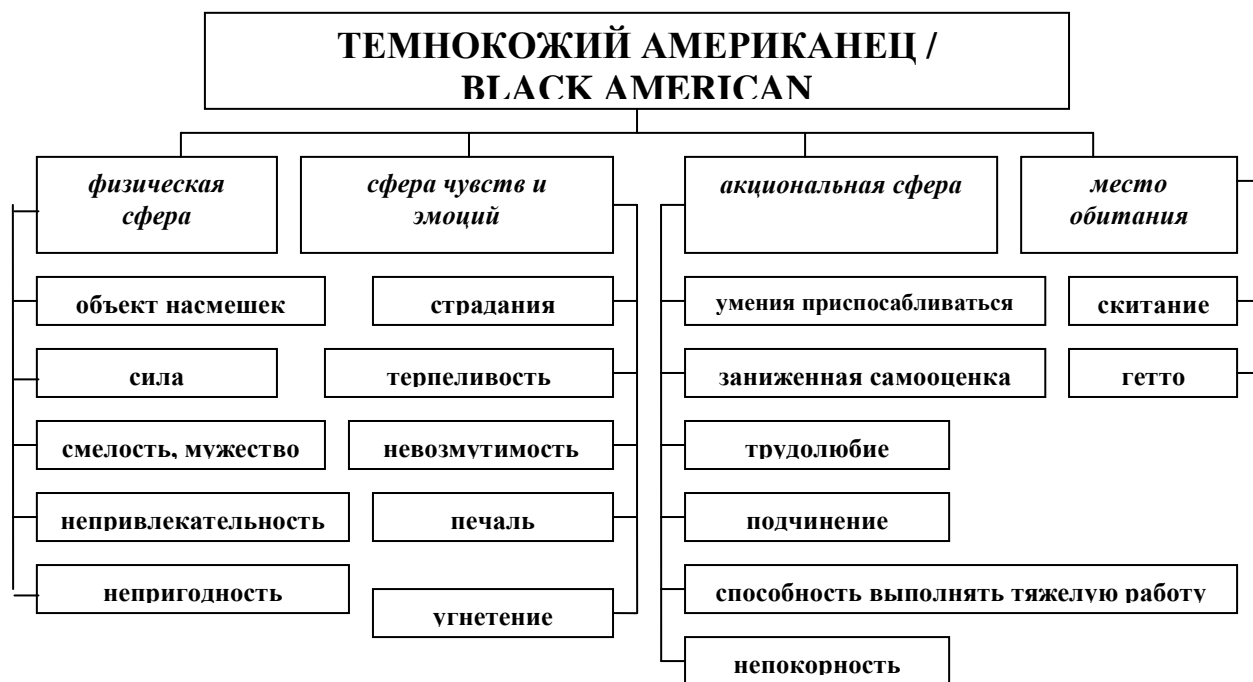 ТЕМНОКОЖИЙ АМЕРИКАНЕЦ /
BLACK AMERICAN
физическая
сфера
сфера чувств и
эмоций
акциональная сфера
место
обитания
объект насмешек
страдания
умения приспосабливаться
скитание
сила
терпеливость
заниженная самооценка
гетто
смелость, мужество
невозмутимость
трудолюбие
непривлекательность
печаль
подчинение
непригодность
угнетение
способность выполнять тяжелую работу
непокорность